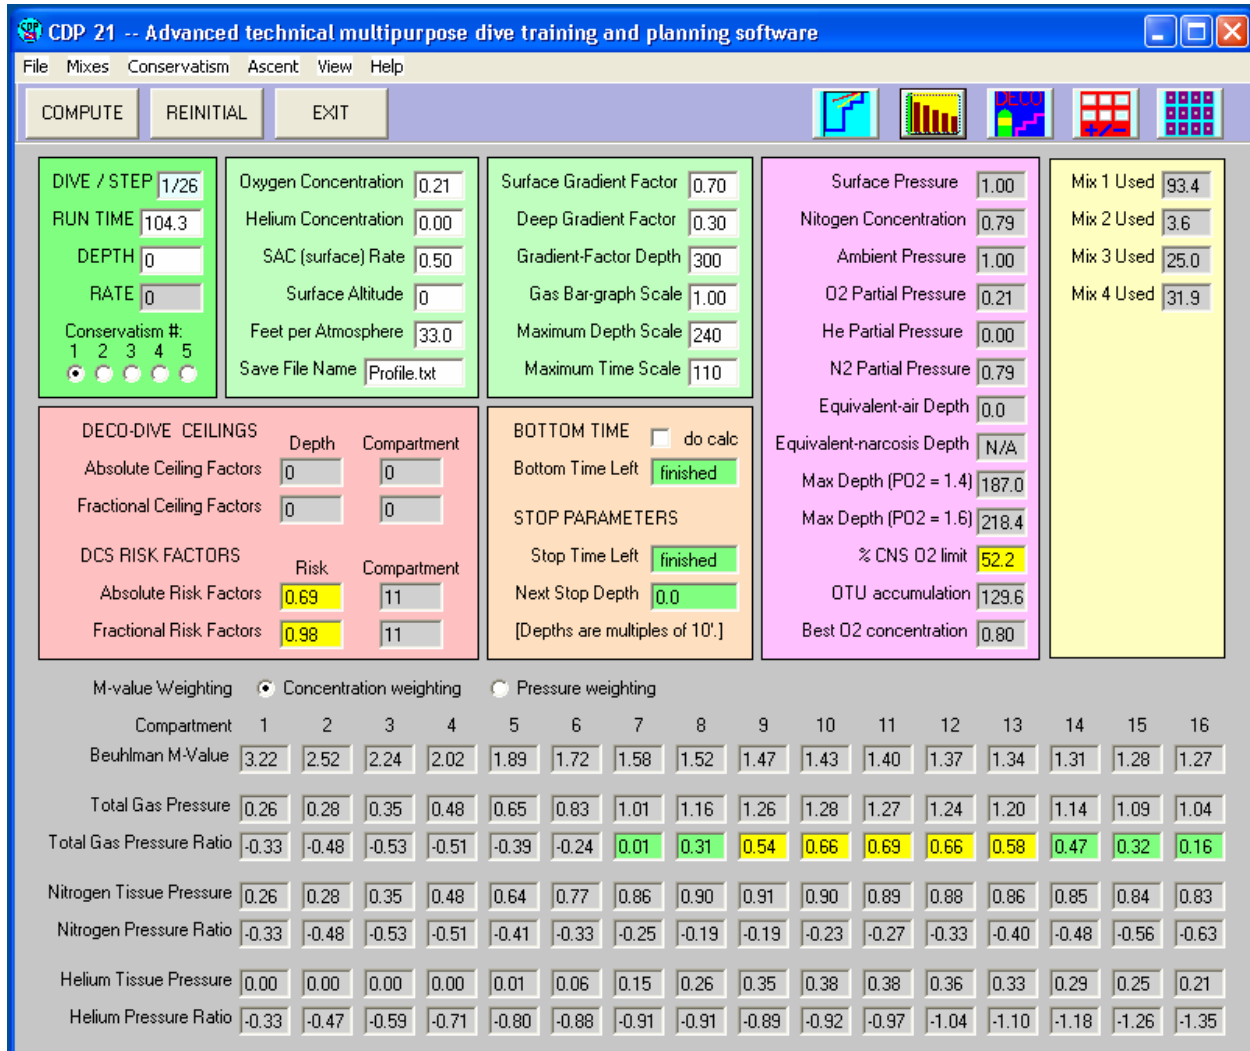 CDP 21 -- Advanced technical multipurpose dive training and planning software
File Mixes Conservatism Ascent View Help
COMPUTE REINITIAL EXIT DECO +/-
DIVE / STEP 1/26
RUN TIME 104.3
DEPTH 0
RATE 0
Conservatism #:
1 2 3 4 5
Oxygen Concentration 0.21
Helium Concentration 0.00
SAC (surface) Rate 0.50
Surface Altitude 0
Feet per Atmosphere 33.0
Save File Name Profile.txt
Surface Gradient Factor 0.70
Deep Gradient Factor 0.30
Gradient-Factor Depth 300
Gas Bar-graph Scale 1.00
Maximum Depth Scale 240
Maximum Time Scale 110
Surface Pressure 1.00
Nitogen Concentration 0.79
Ambient Pressure 1.00
O2 Partial Pressure 0.21
He Partial Pressure 0.00
N2 Partial Pressure 0.79
Equivalent-air Depth 0.0
Equivalent-narcosis Depth N/A
Max Depth (PO2 = 1.4) 187.0
Max Depth (PO2 = 1.6) 218.4
% CNS O2 limit 52.2
OTU accumulation 129.6
Best O2 concentration 0.80
Mix 1 Used 93.4
Mix 2 Used 3.6
Mix 3 Used 25.0
Mix 4 Used 31.9
DECO-DIVE CEILINGS Depth Compartment
Absolute Ceiling Factors 0 0
Fractional Ceiling Factors 0 0
DCS RISK FACTORS Risk Compartment
Absolute Risk Factors 0.69 11
Fractional Risk Factors 0.98 11
BOTTOM TIME do calc
Bottom Time Left finished
STOP PARAMETERS
Stop Time Left finished
Next Stop Depth 0.0
[Depths are multiples of 10'.]
M-value Weighting Concentration weighting Pressure weighting
Compartment 1 2 3 4 5 6 7 8 9 10 11 12 13 14 15 16
Beuhlman M-Value 3.22 2.52 2.24 2.02 1.89 1.72 1.58 1.52 1.47 1.43 1.40 1.37 1.34 1.31 1.28 1.27
Total Gas Pressure 0.26 0.28 0.35 0.48 0.65 0.83 1.01 1.16 1.26 1.28 1.27 1.24 1.20 1.14 1.09 1.04
Total Gas Pressure Ratio -0.33 -0.48 -0.53 -0.51 -0.39 -0.24 0.01 0.31 0.54 0.66 0.69 0.66 0.58 0.47 0.32 0.16
Nitrogen Tissue Pressure 0.26 0.28 0.35 0.48 0.64 0.77 0.86 0.90 0.91 0.90 0.89 0.88 0.86 0.85 0.84 0.83
Nitrogen Pressure Ratio -0.33 -0.48 -0.53 -0.51 -0.41 -0.33 -0.25 -0.19 -0.19 -0.23 -0.27 -0.33 -0.40 -0.48 -0.56 -0.63
Helium Tissue Pressure 0.00 0.00 0.00 0.00 0.01 0.06 0.15 0.26 0.35 0.38 0.38 0.36 0.33 0.29 0.25 0.21
Helium Pressure Ratio -0.33 -0.47 -0.59 -0.71 -0.80 -0.88 -0.91 -0.91 -0.89 -0.92 -0.97 -1.04 -1.10 -1.18 -1.26 -1.35